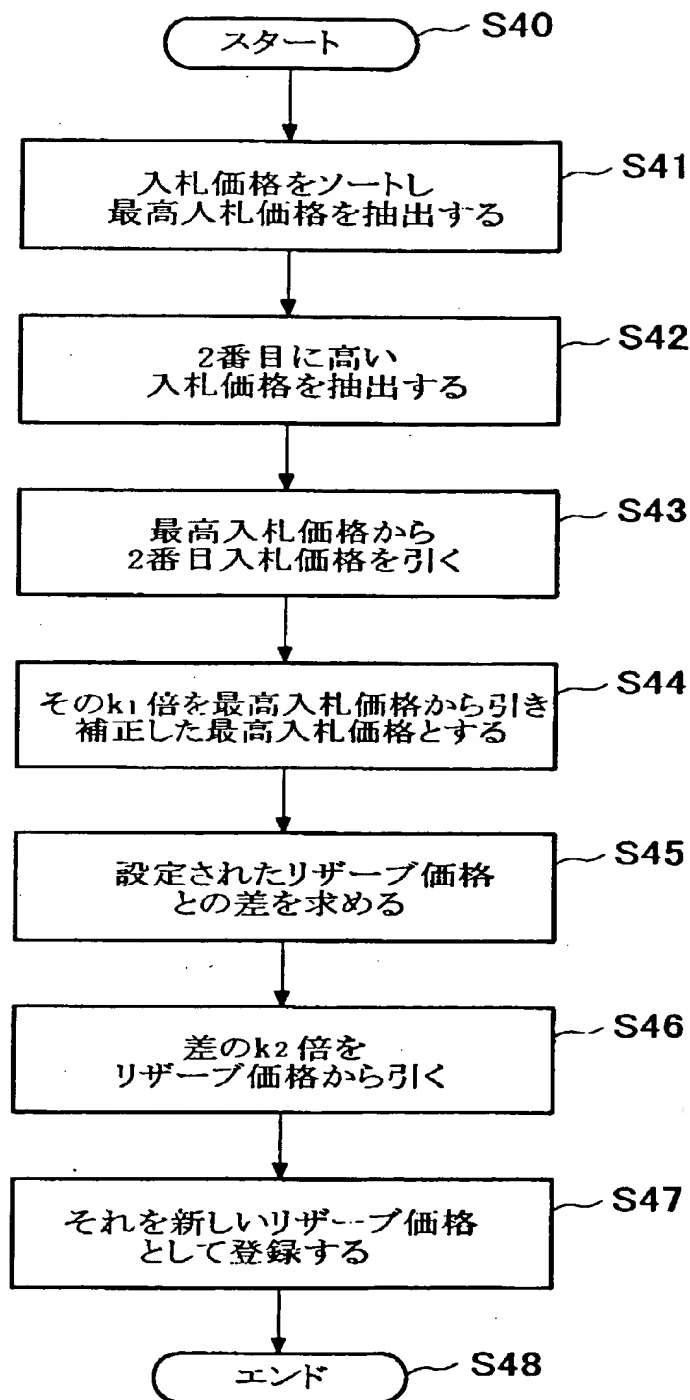 スタート
S40
入札価格をソートし
最高入札価格を抽出する
S41
2番目に高い
入札価格を抽出する
S42
最高入札価格から
2番目入札価格を引く
S43
そのk1倍を最高入札価格から引き
補正した最高入札価格とする
S44
設定されたリザーブ価格
との差を求める
S45
差のk2倍を
リザーブ価格から引く
S46
それを新しいリザーブ価格
として登録する
S47
エンド
S48